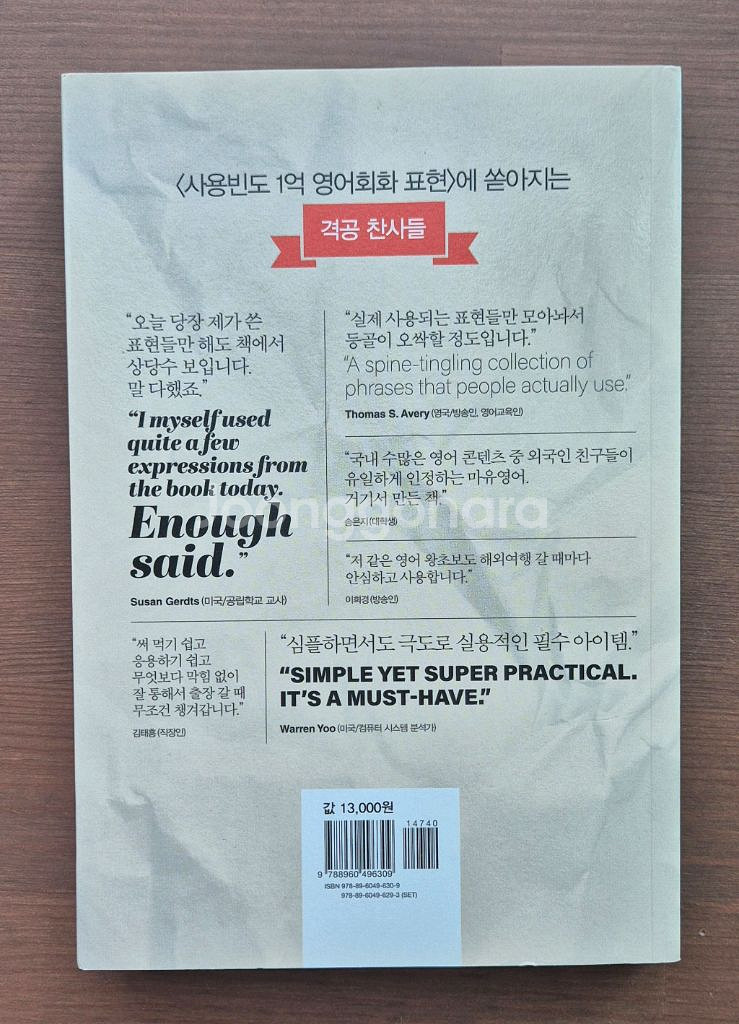 〈사용빈도 1억 영어회화 표현〉에 쏟아지는
격공 찬사들
“오늘 당장 제가 쓴
표현들만 해도 책에서
상당수 보입니다.
말 다했죠.”
“I myself used
quite a few
expressions from
the book today.
Enough
said.”
Susan Gerdts (미국/공립학교 교사)
“실제 사용되는 표현들만 모아놔서
등골이 오싹할 정도입니다.”
“A spine-tingling collection of
phrases that people actually use.”
Thomas S. Avery (영국/방송인, 영어교육인)
“국내 수많은 영어 콘텐츠 중 외국인 친구들이
유일하게 인정하는 마유영어.
거기서 만든 책.”
송은지 (대학생)
“저 같은 영어 왕초보도 해외여행 갈 때마다
안심하고 사용합니다.”
이화경 (방송인)
“써 먹기 쉽고
응용하기 쉽고
무엇보다 막힘 없이
잘 통해서 출장 갈 때
무조건 챙겨갑니다.”
김태흠 (직장인)
“심플하면서도 극도로 실용적인 필수 아이템.”
“SIMPLE YET SUPER PRACTICAL.
IT’S A MUST-HAVE.”
Warren Yoo (미국/컴퓨터 시스템 분석가)
값 13,000원
14740
9 788960 496309
ISBN 978-89-6049-630-9
978-89-6049-629-3 (SET)
Joonggonara